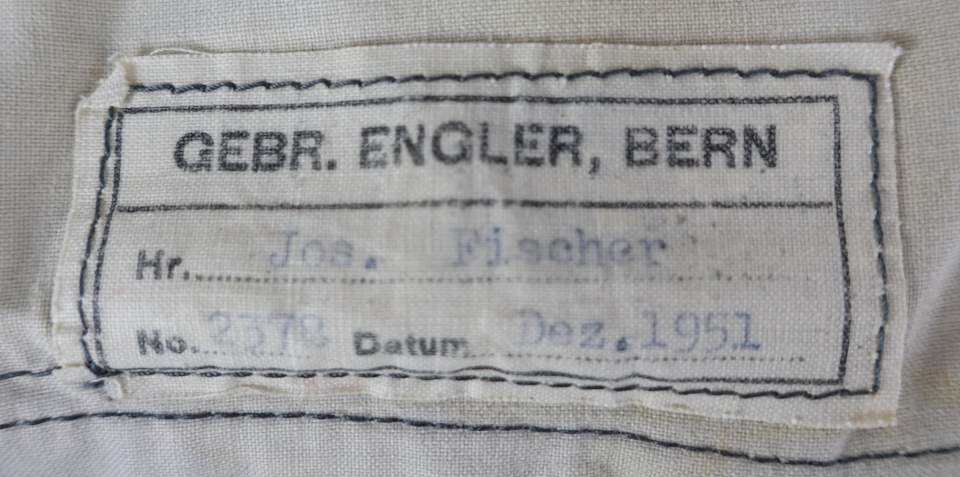 GEBR. ENGLER, BERN
Hr. Jos. Fischer
No. 2378 Datum Dez.1951